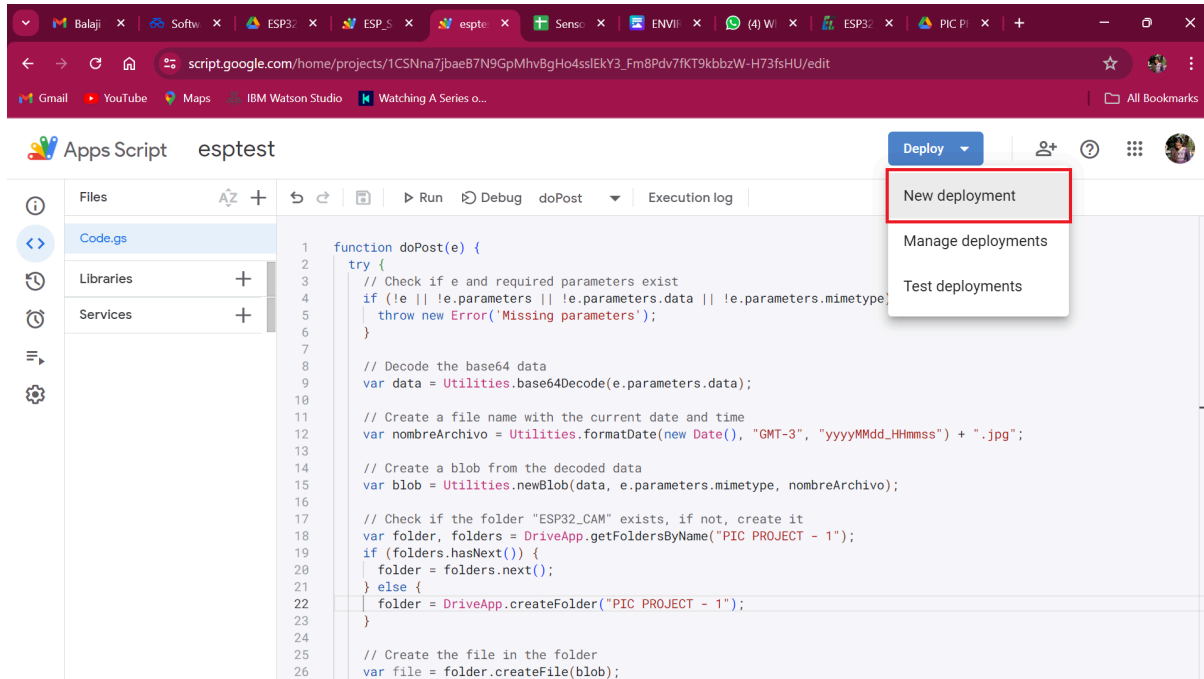 Balaji
Softw
ESP32
ESP_S
espte
Senso
ENVIR
(4) W
ESP32
PIC P
script.google.com/home/projects/1CSNna7jbaeB7N9GpMhvBgHo4sslEkY3_Fm8Pdv7fKT9kbbzW-H73fsHU/edit
Gmail YouTube Maps IBM Watson Studio Watching A Series o... All Bookmarks
Apps Script esptest Deploy
Files AZ Run Debug doPost Execution log New deployment
Code.gs
Manage deployments
Libraries
Test deployments
Services
1 function doPost(e) {
2 try {
3 // Check if e and required parameters exist
4 if (!e || !e.parameters || !e.parameters.data || !e.parameters.mimetype)
5 throw new Error('Missing parameters');
6 }
7
8 // Decode the base64 data
9 var data = Utilities.base64Decode(e.parameters.data);
10
11 // Create a file name with the current date and time
12 var nombreArchivo = Utilities.formatDate(new Date(), "GMT-3", "yyyyMMdd_HHmmss") + ".jpg";
13
14 // Create a blob from the decoded data
15 var blob = Utilities.newBlob(data, e.parameters.mimetype, nombreArchivo);
16
17 // Check if the folder "ESP32_CAM" exists, if not, create it
18 var folder, folders = DriveApp.getFoldersByName("PIC PROJECT - 1");
19 if (folders.hasNext()) {
20 folder = folders.next();
21 } else {
22 folder = DriveApp.createFolder("PIC PROJECT - 1");
23 }
24
25 // Create the file in the folder
26 var file = folder.createFile(blob);